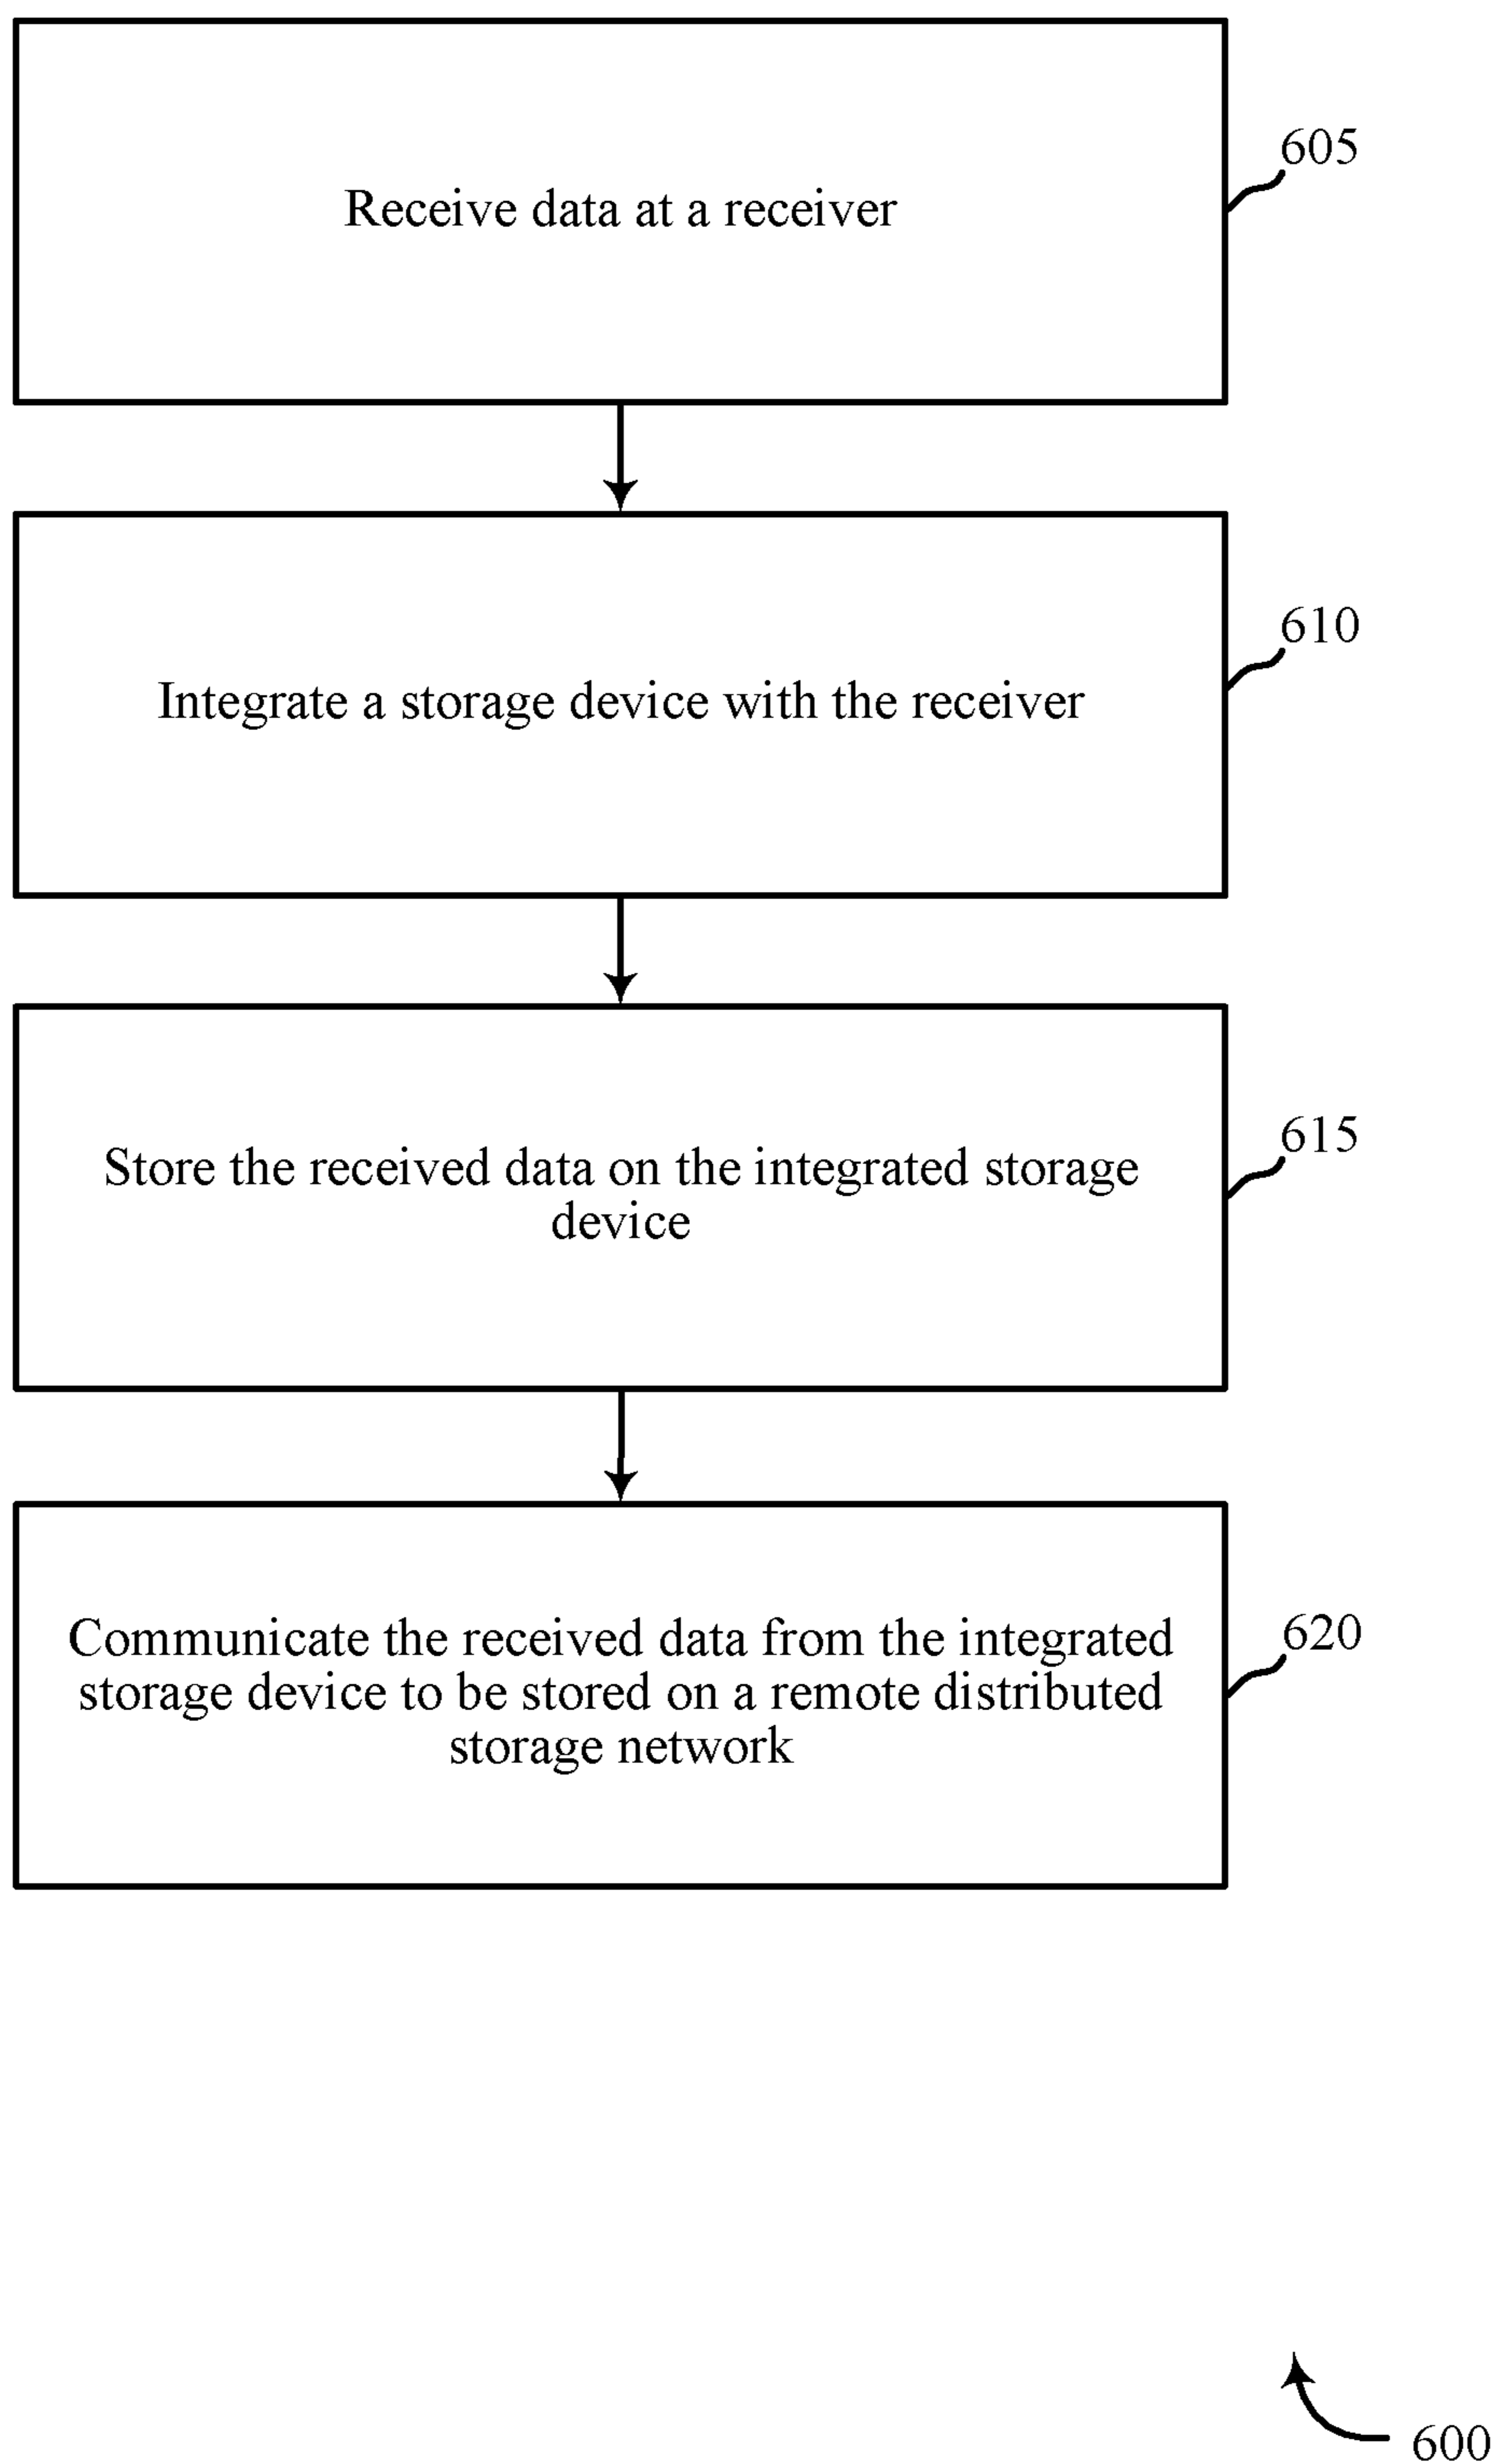 Receive data at a receiver
605
Integrate a storage device with the receiver
610
Store the received data on the integrated storage
device
615
Communicate the received data from the integrated
storage device to be stored on a remote distributed
storage network
620
600